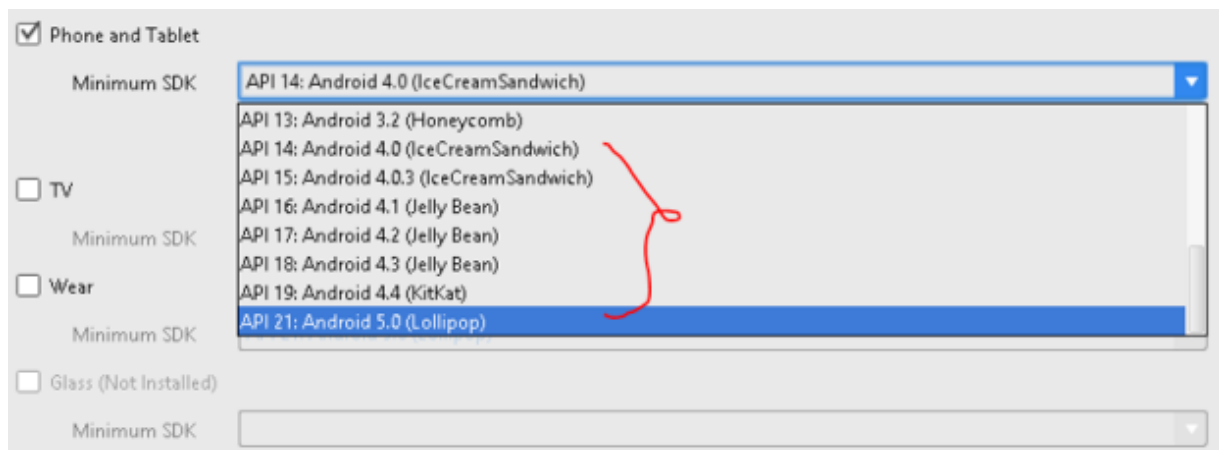 Phone and Tablet
Minimum SDK API 14: Android 4.0 (IceCreamSandwich)
API 13: Android 3.2 (Honeycomb)
API 14: Android 4.0 (IceCreamSandwich)
API 15: Android 4.0.3 (IceCreamSandwich)
TV
API 16: Android 4.1 (Jelly Bean)
API 17: Android 4.2 (Jelly Bean)
Minimum SDK
API 18: Android 4.3 (Jelly Bean)
Wear
API 19: Android 4.4 (KitKat)
API 21: Android 5.0 (Lollipop)
Minimum SDK
Glass (Not Installed)
Minimum SDK